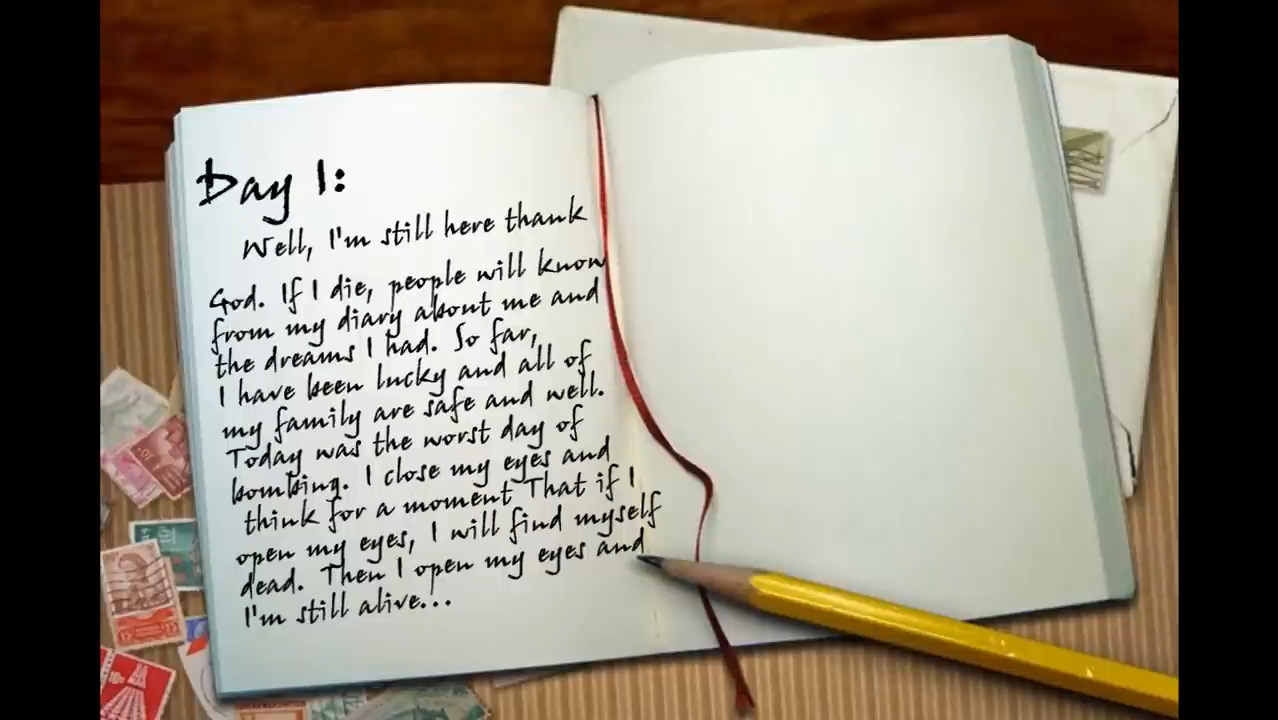 Day 1:
Well, I'm still here thank
God. If I die, people will know
from my diary about me and
the dreams I had. So far,
I have been lucky and all of
my family are safe and well.
Today was the worst day of
bombing. I close my eyes and
think for a moment That if I
open my eyes, I will find myself
dead. Then I open my eyes and
I'm still alive...